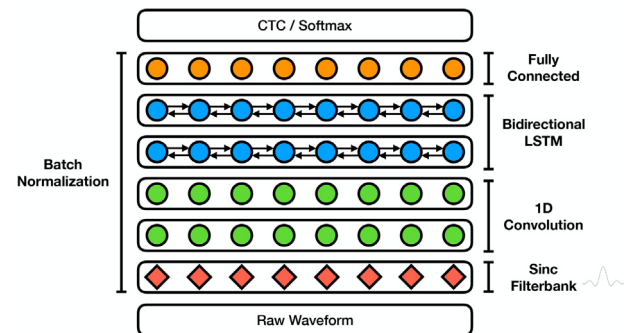 CTC / Softmax
Fully
Connected
Bidirectional
LSTM
Batch
Normalization
1D
Convolution
Sinc
Filterbank
Raw Waveform